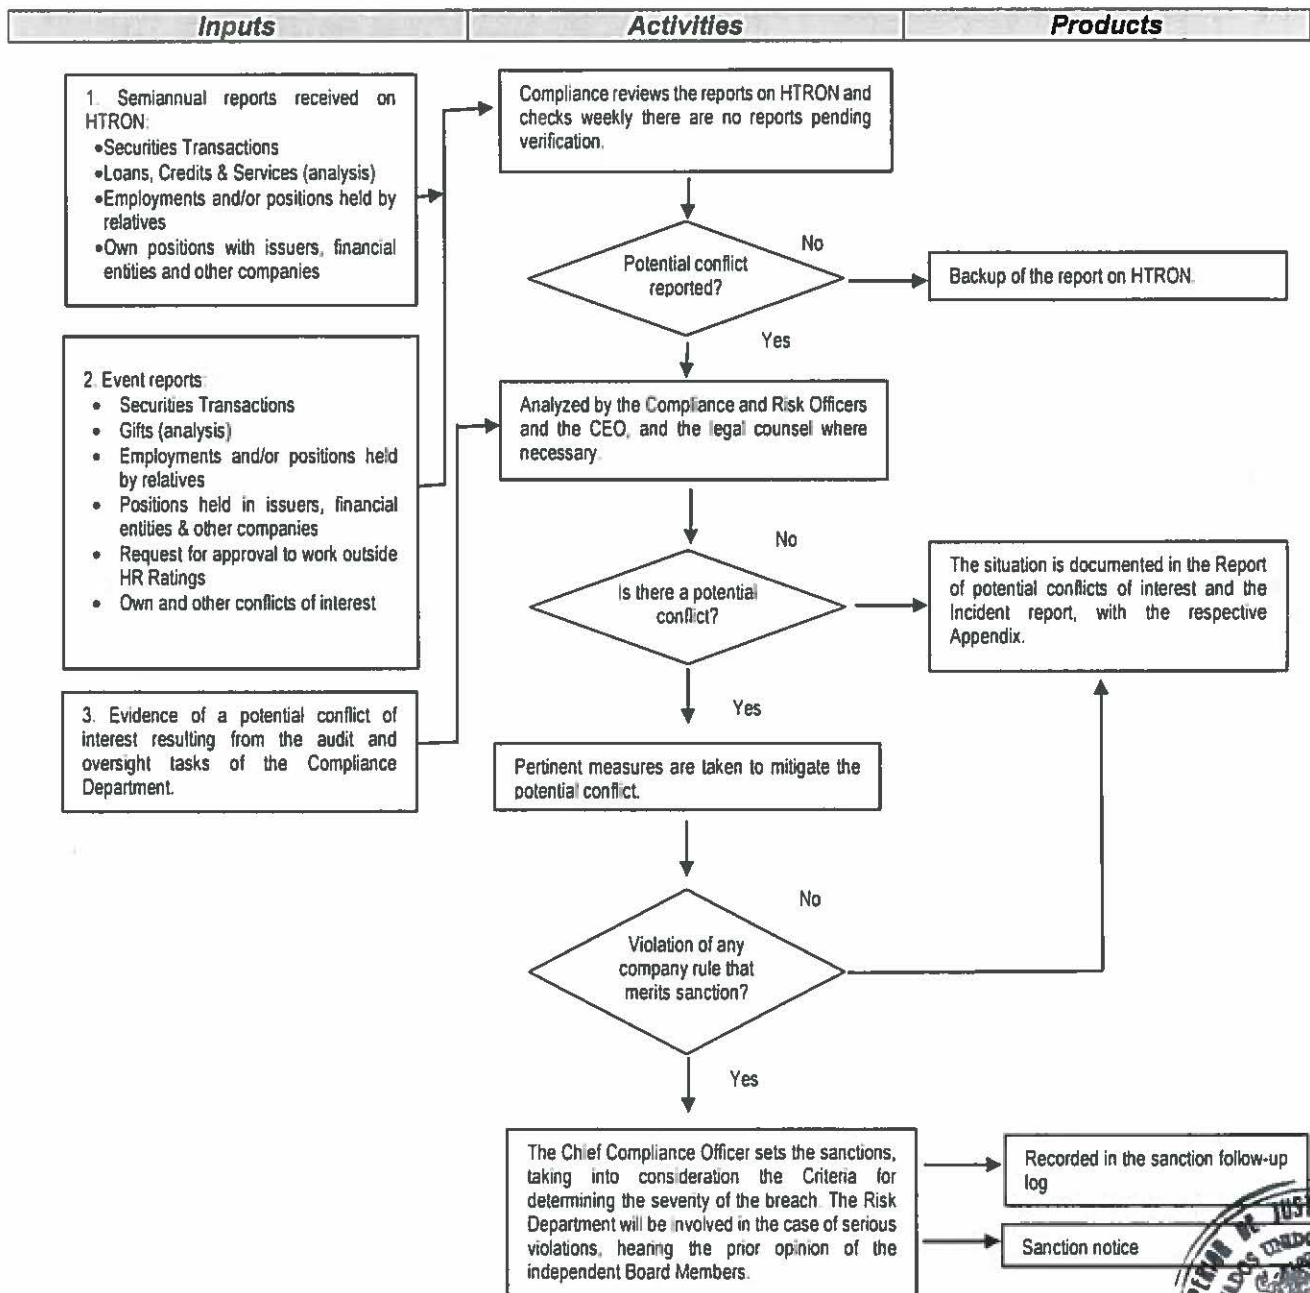 Inputs
Activities
Products
1. Semiannual reports received on
HTRON:
•Securities Transactions
•Loans, Credits & Services (analysis)
•Employments and/or positions held by
relatives
•Own positions with issuers, financial
entities and other companies
2. Event reports:
• Securities Transactions
• Gifts (analysis)
• Employments and/or positions held
by relatives
• Positions held in issuers, financial
entities & other companies
• Request for approval to work outside
HR Ratings
• Own and other conflicts of interest
3. Evidence of a potential conflict of
interest resulting from the audit and
oversight tasks of the Compliance
Department.
Compliance reviews the reports on HTRON and
checks weekly there are no reports pending
verification.
Potential conflict
reported?
No
Backup of the report on HTRON.
Yes
Analyzed by the Compliance and Risk Officers
and the CEO, and the legal counsel where
necessary.
Is there a potential
conflict?
No
The situation is documented in the Report
of potential conflicts of interest and the
Incident report, with the respective
Appendix.
Yes
Pertinent measures are taken to mitigate the
potential conflict.
Violation of any
company rule that
merits sanction?
No
Yes
The Chief Compliance Officer sets the sanctions,
taking into consideration the Criteria for
determining the severity of the breach. The Risk
Department will be involved in the case of serious
violations, hearing the prior opinion of the
independent Board Members.
Recorded in the sanction follow-up
log
Sanction notice